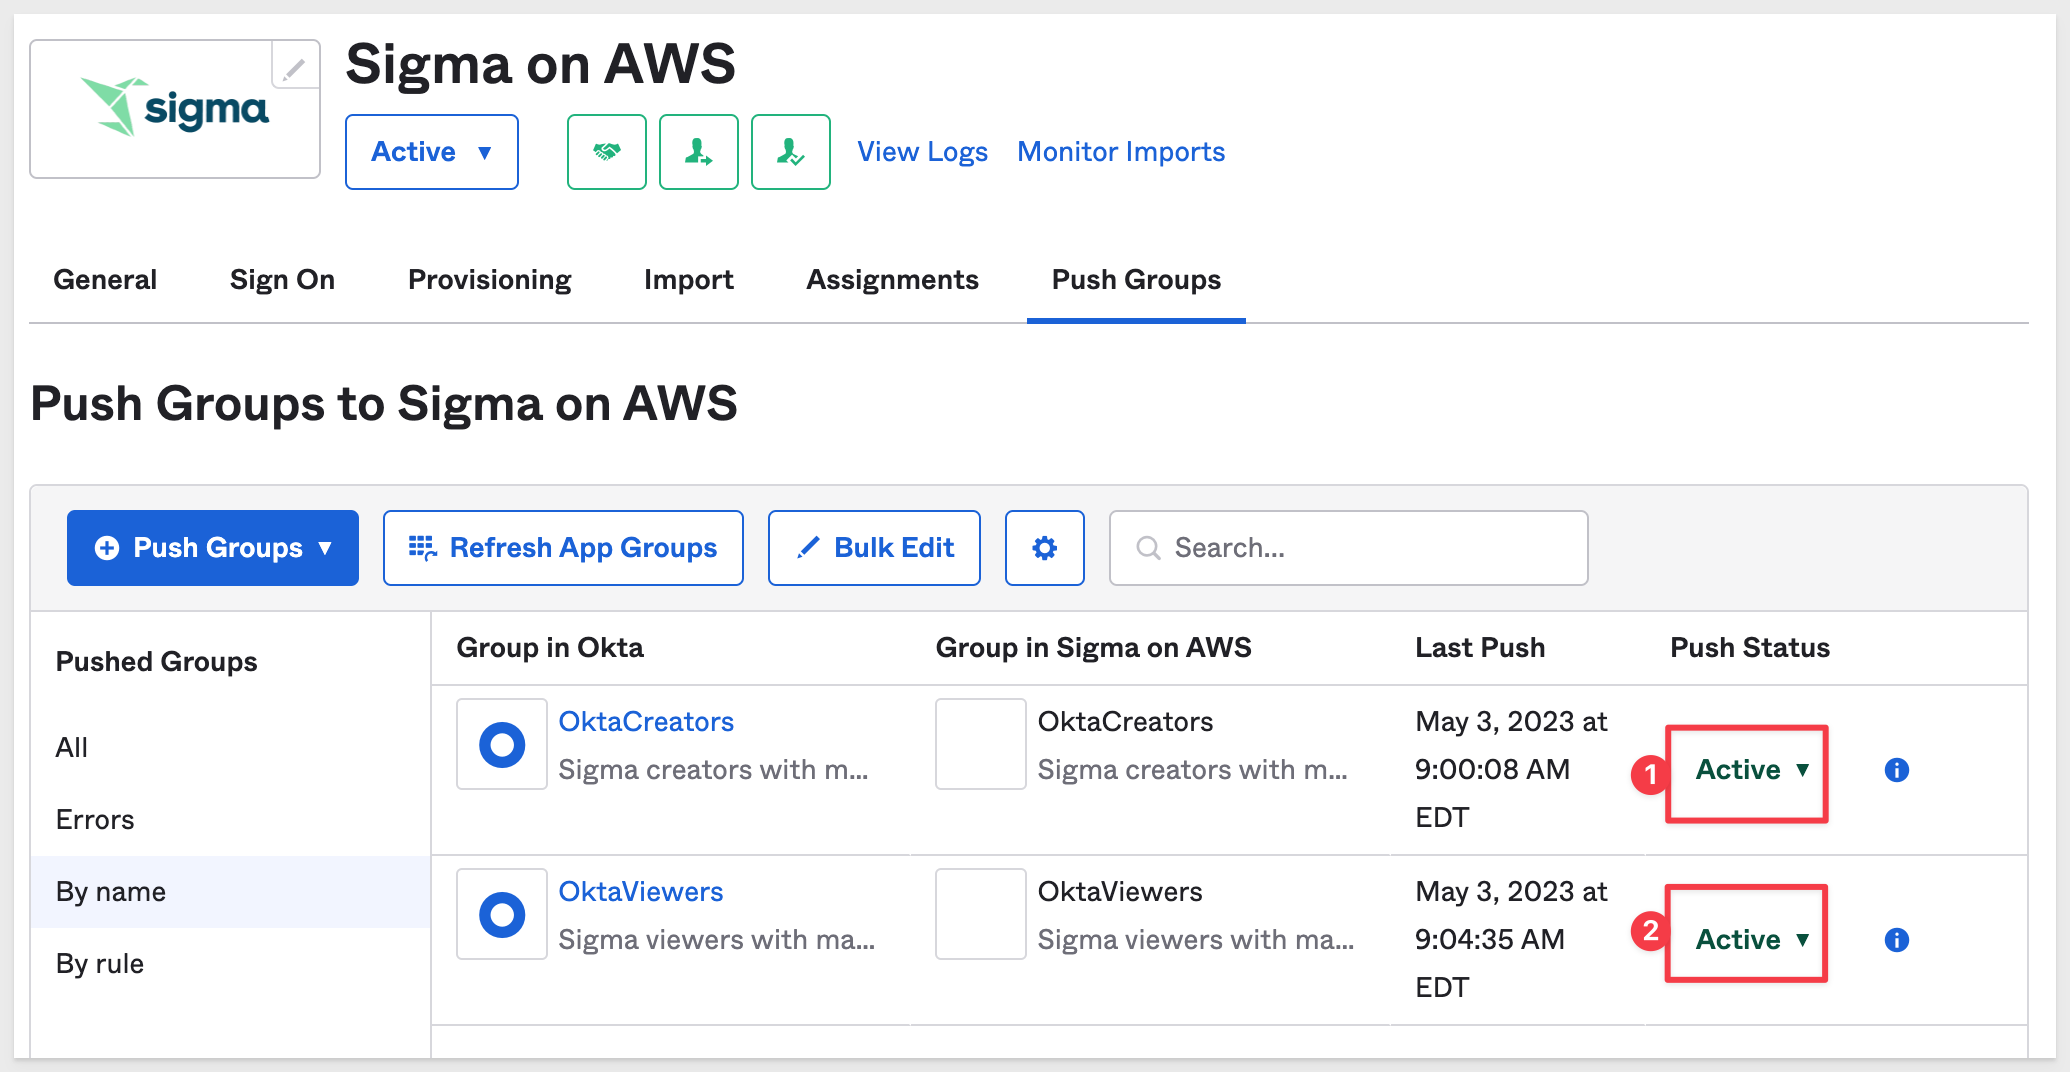 sigma
Sigma on AWS
Active
View Logs
Monitor Imports
General
Sign On
Provisioning
Import
Assignments
Push Groups
Push Groups to Sigma on AWS
Push Groups
Refresh App Groups
Bulk Edit
Search...
Pushed Groups
All
Errors
By name
By rule
Group in Okta
Group in Sigma on AWS
Last Push
Push Status
OktaCreators
Sigma creators with m...
OktaCreators
Sigma creators with m...
May 3, 2023 at
9:00:08 AM
EDT
1
Active
OktaViewers
Sigma viewers with ma...
OktaViewers
Sigma viewers with ma...
May 3, 2023 at
9:04:35 AM
EDT
2
Active